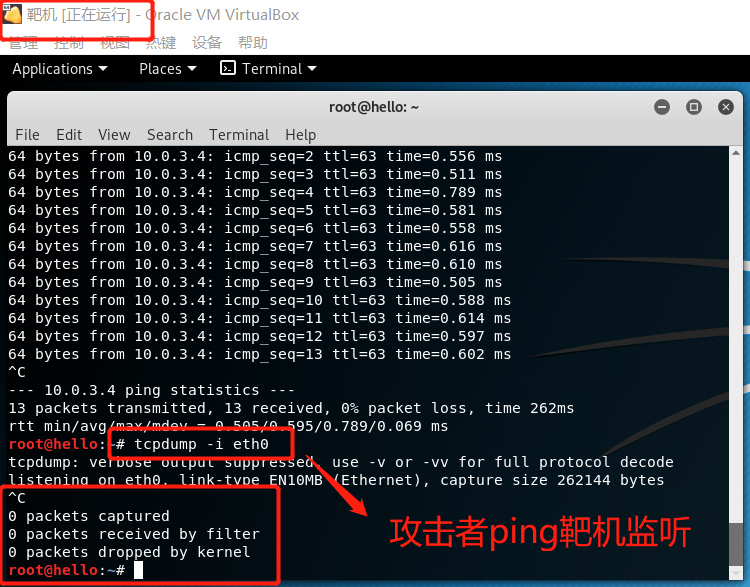 靶机 [正在运行] - Oracle VM VirtualBox
管理 控制 视图 热键 设备 帮助
Applications Places Terminal
root@hello: ~
File Edit View Search Terminal Help
64 bytes from 10.0.3.4: icmp_seq=2 ttl=63 time=0.556 ms
64 bytes from 10.0.3.4: icmp_seq=3 ttl=63 time=0.511 ms
64 bytes from 10.0.3.4: icmp_seq=4 ttl=63 time=0.789 ms
64 bytes from 10.0.3.4: icmp_seq=5 ttl=63 time=0.581 ms
64 bytes from 10.0.3.4: icmp_seq=6 ttl=63 time=0.558 ms
64 bytes from 10.0.3.4: icmp_seq=7 ttl=63 time=0.616 ms
64 bytes from 10.0.3.4: icmp_seq=8 ttl=63 time=0.610 ms
64 bytes from 10.0.3.4: icmp_seq=9 ttl=63 time=0.505 ms
64 bytes from 10.0.3.4: icmp_seq=10 ttl=63 time=0.588 ms
64 bytes from 10.0.3.4: icmp_seq=11 ttl=63 time=0.614 ms
64 bytes from 10.0.3.4: icmp_seq=12 ttl=63 time=0.597 ms
64 bytes from 10.0.3.4: icmp_seq=13 ttl=63 time=0.602 ms
^C
--- 10.0.3.4 ping statistics ---
13 packets transmitted, 13 received, 0% packet loss, time 262ms
rtt min/avg/max/mdev = 0.505/0.595/0.789/0.069 ms
root@hello:~# tcpdump -i eth0
tcpdump: verbose output suppressed, use -v or -vv for full protocol decode
listening on eth0, link-type EN10MB (Ethernet), capture size 262144 bytes
^C
0 packets captured
0 packets received by filter
0 packets dropped by kernel
root@hello:~#
攻击者ping靶机监听